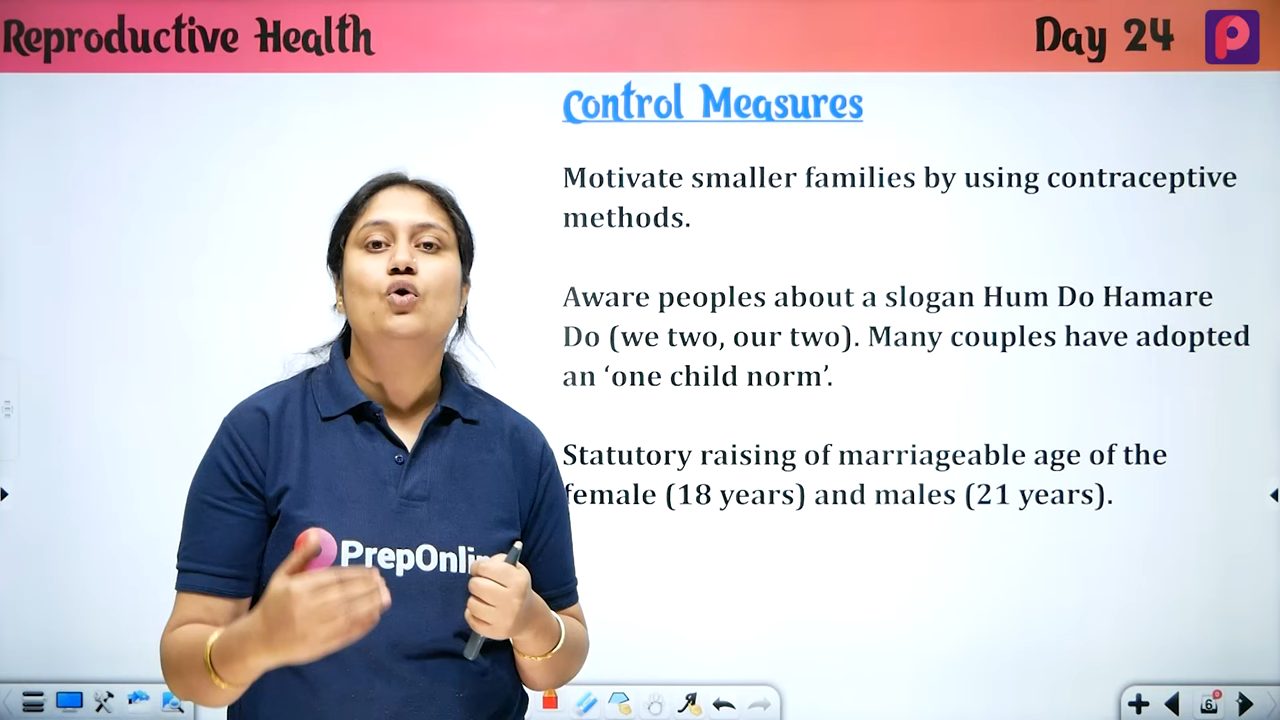 Reproductive Health
Day 24
Control Measures
Motivate smaller families by using contraceptive
methods.
Aware peoples about a slogan Hum Do Hamare
Do (we two, our two). Many couples have adopted
an ‘one child norm’.
Statutory raising of marriageable age of the
female (18 years) and males (21 years).
PrepOnlin
6